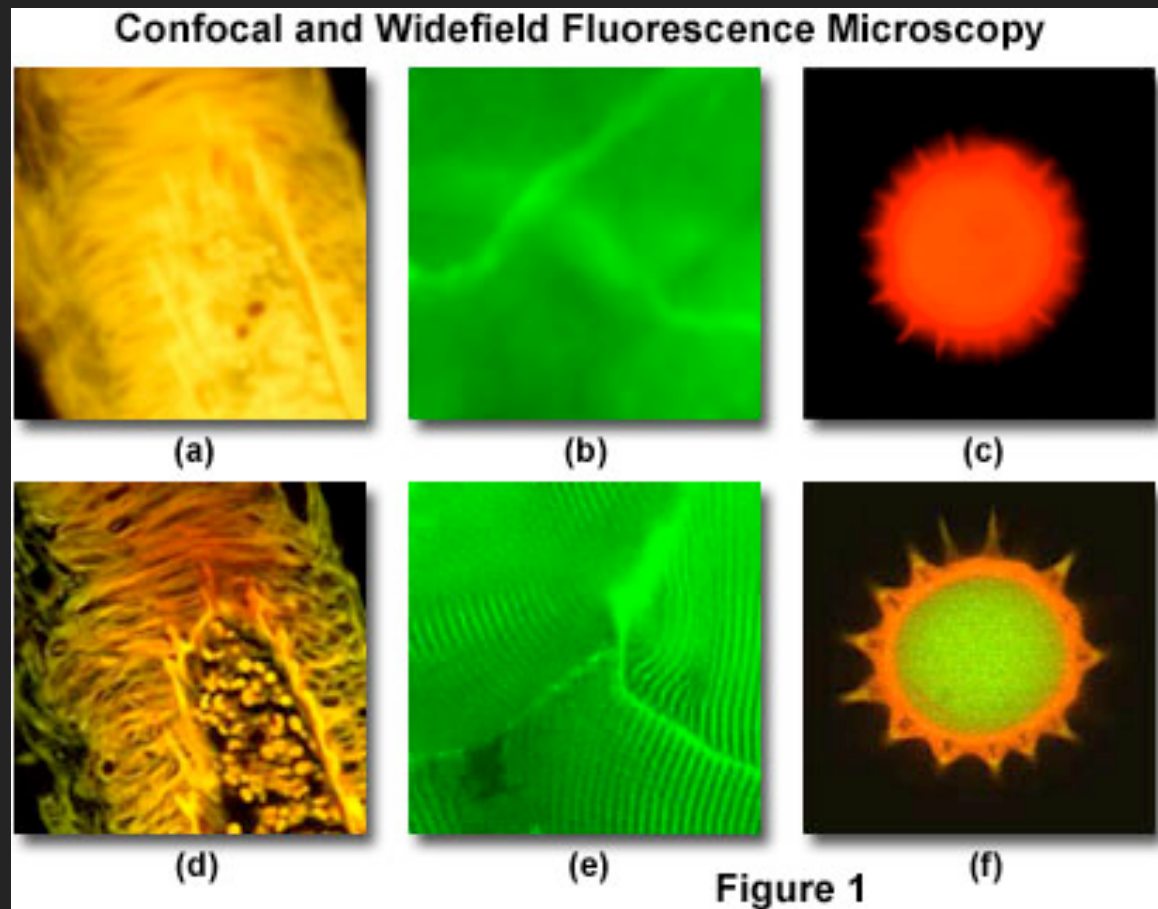 Confocal and Widefield Fluorescence Microscopy
(a)
(b)
(c)
(d)
(e)
(f)
Figure 1